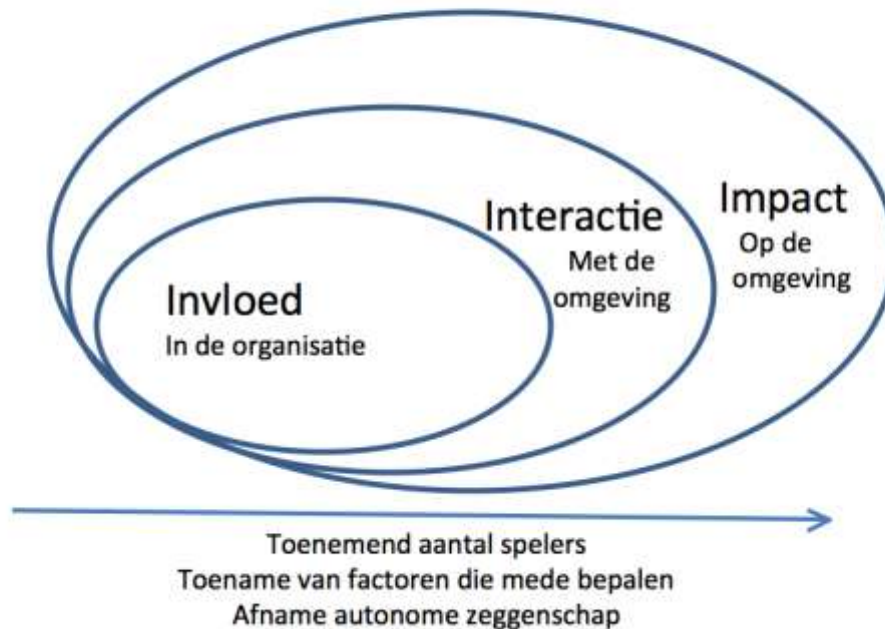 Invloed
In de organisatie
Interactie
Met de
omgeving
Impact
Op de
omgeving
Toenemend aantal spelers
Toename van factoren die mede bepalen
Afname autonome zeggenschap